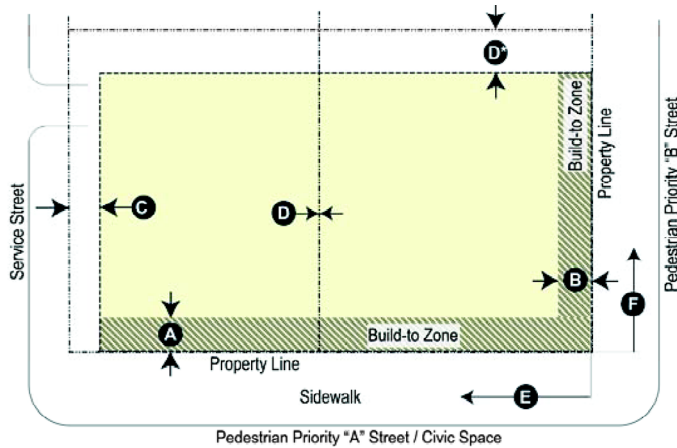 D*
Build-to Zone
Property Line
Pedestrian Priority "B" Street
Service Street
C
D
B
F
A
Build-to Zone
Property Line
Sidewalk
E
Pedestrian Priority "A" Street / Civic Space